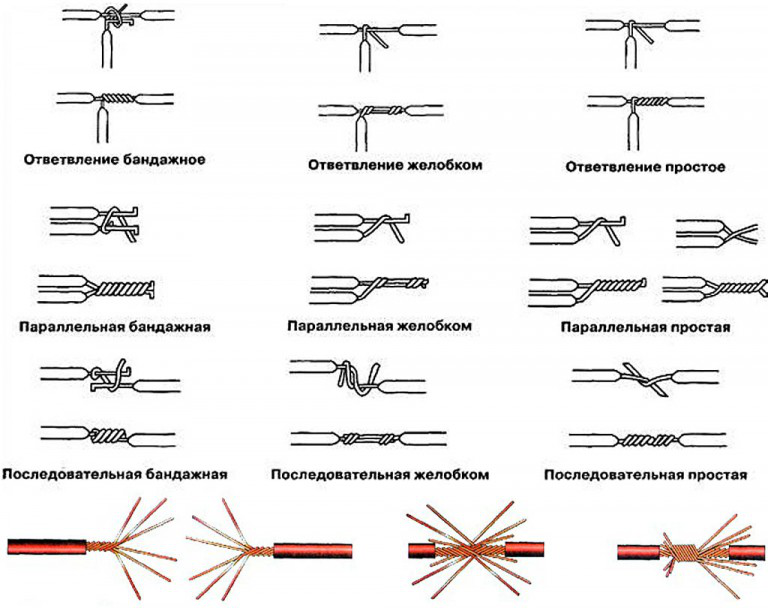 Ответвление бандажное
Ответвление желобком
Ответвление простое
Параллельная бандажная
Параллельная желобком
Параллельная простая
Последовательная бандажная
Последовательная желобком
Последовательная простая